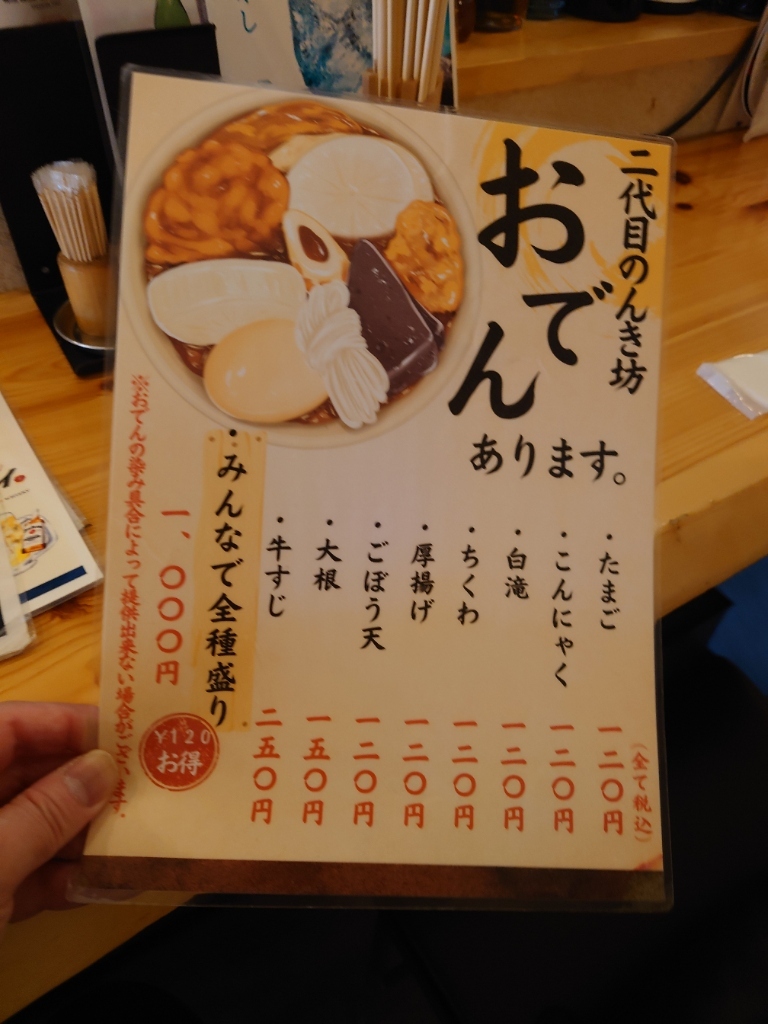 二代目のんき坊
おでん
あります。
・たまご 一二〇円
・こんにゃく 一二〇円
・白滝 一二〇円
・ちくわ 一二〇円
・厚揚げ 一二〇円
・ごぼう天 一二〇円
・大根 一五〇円
・牛すじ 二五〇円
(全て税込)
・みんなで全種盛り
一、〇〇〇円
¥120
お得
※おでんの染み具合によって提供出来ない場合がございます。